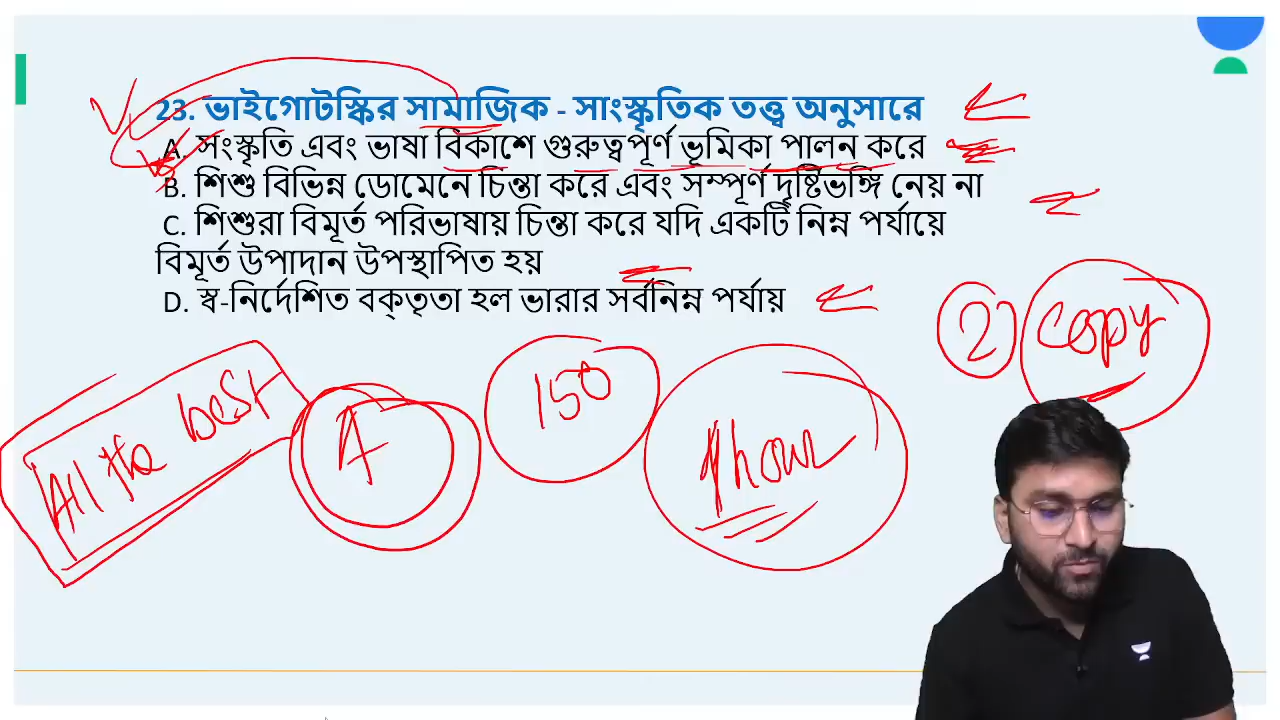 23. ভাইগোটস্কির সামাজিক - সাংস্কৃতিক তত্ত্ব অনুসারে
A. সংস্কৃতি এবং ভাষা বিকাশে গুরুত্বপূর্ণ ভূমিকা পালন করে
B. শিশু বিভিন্ন ডোমেনে চিন্তা করে এবং সম্পূর্ণ দৃষ্টিভঙ্গি নেয় না
C. শিশুরা বিমূর্ত পরিভাষায় চিন্তা করে যদি একটি নিম্ন পর্যায়ে
বিমূর্ত উপাদান উপস্থাপিত হয়
D. স্ব-নির্দেশিত বক্তৃতা হল ভারার সর্বনিম্ন পর্যায়
2 copy
All the best
A
150
1 hour